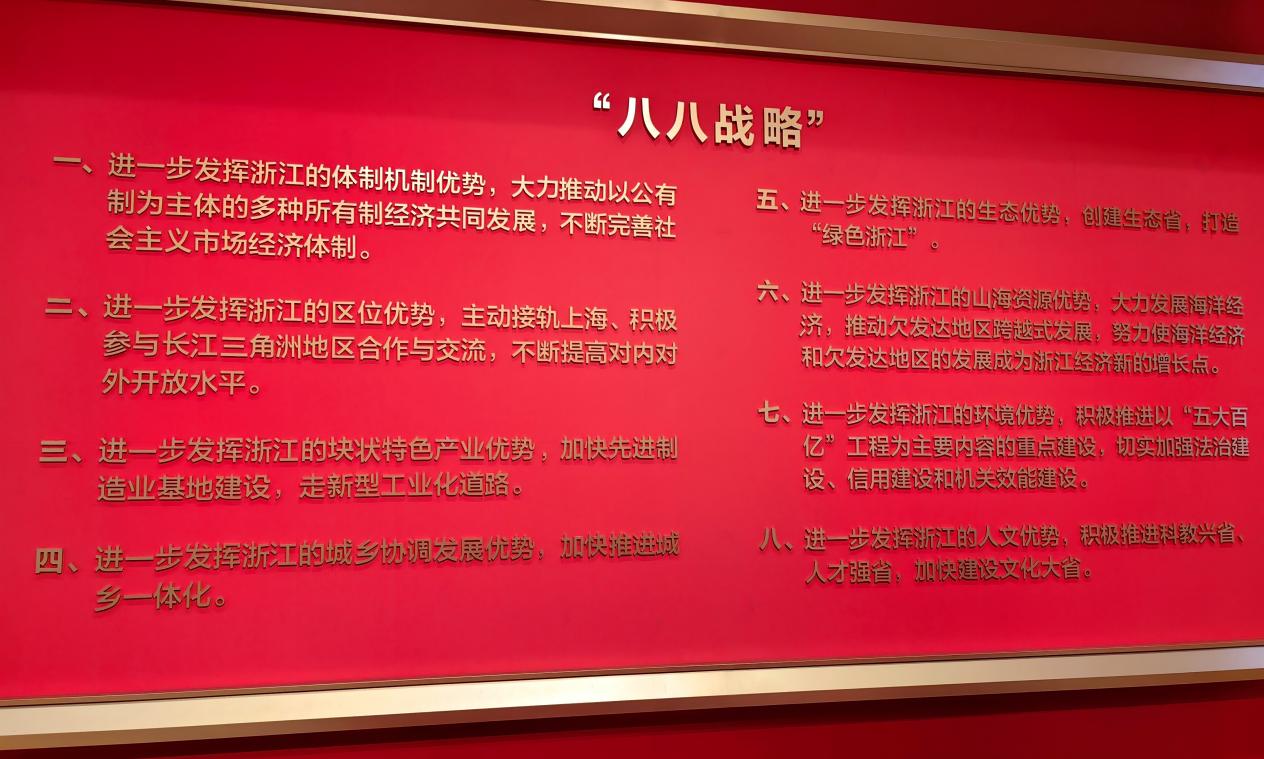 “八八战略”
一、进一步发挥浙江的体制机制优势，大力推动以公有
制为主体的多种所有制经济共同发展，不断完善社
会主义市场经济体制。
二、进一步发挥浙江的区位优势，主动接轨上海、积极
参与长江三角洲地区合作与交流，不断提高对内对
外开放水平。
三、进一步发挥浙江的块状特色产业优势，加快先进制
造业基地建设，走新型工业化道路。
四、进一步发挥浙江的城乡协调发展优势，加快推进城
乡一体化。
五、进一步发挥浙江的生态优势，创建生态省，打造
“绿色浙江”。
六、进一步发挥浙江的山海资源优势，大力发展海洋经
济，推动欠发达地区跨越式发展，努力使海洋经济
和欠发达地区的发展成为浙江经济新的增长点。
七、进一步发挥浙江的环境优势，积极推进以“五大百
亿”工程为主要内容的重点建设，切实加强法治建
设、信用建设和机关效能建设。
八、进一步发挥浙江的人文优势，积极推进科教兴省、
人才强省，加快建设文化大省。